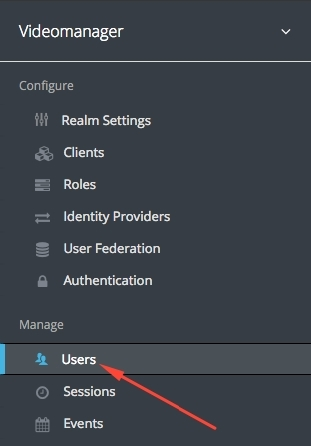 Videomanager
Configure
Realm Settings
Clients
Roles
Identity Providers
User Federation
Authentication
Manage
Users
Sessions
Events